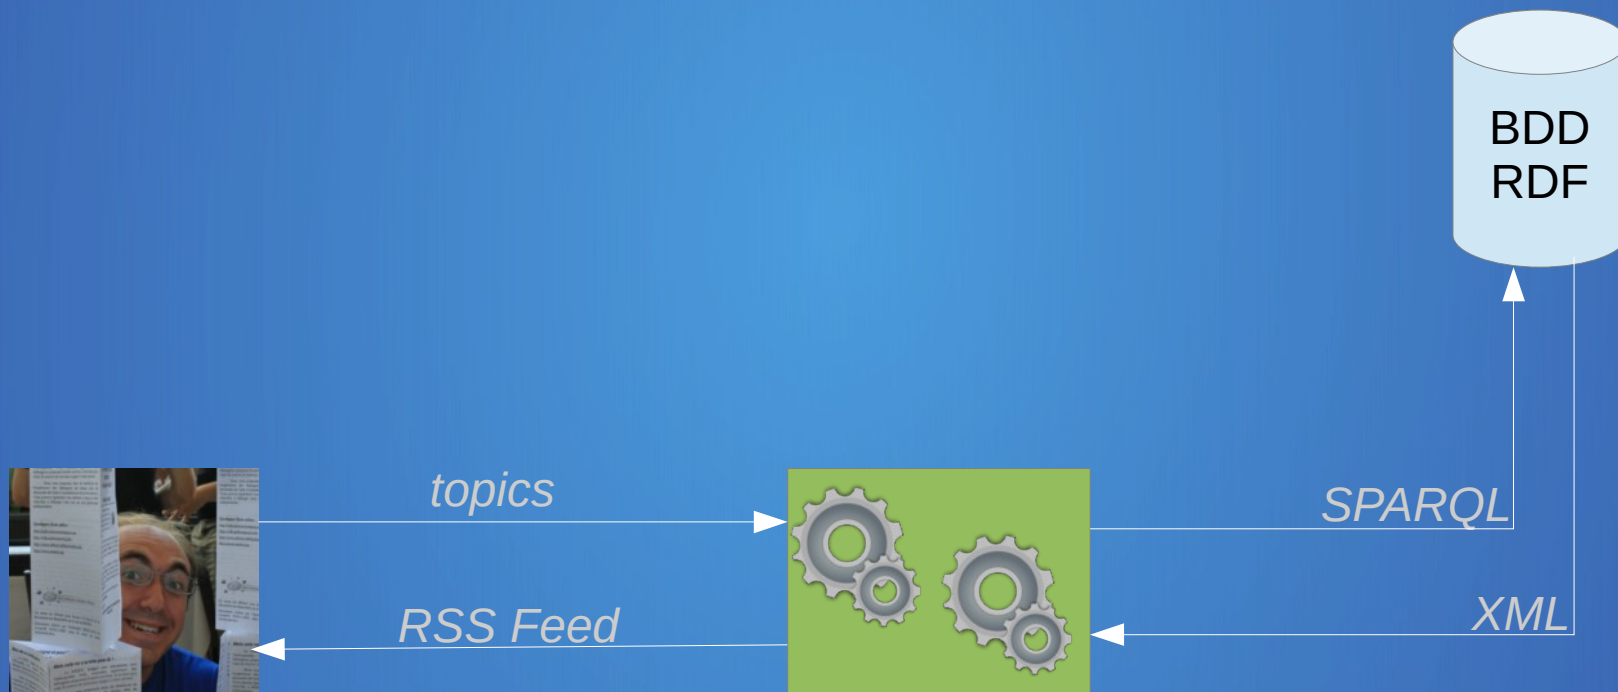 BDD
RDF
topics
SPARQL
RSS Feed
XML